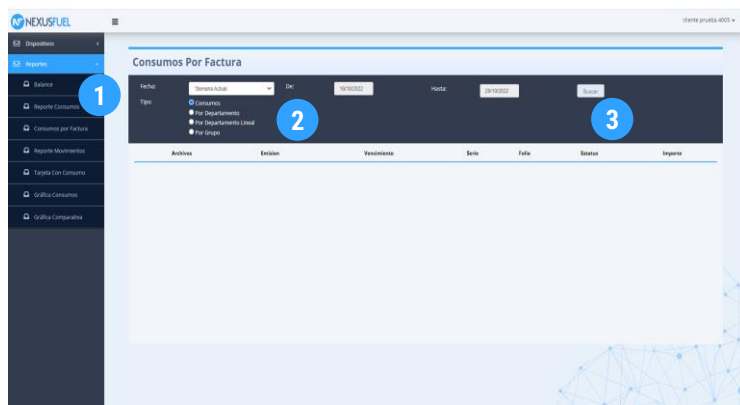 NEXUSFUEL
cliente prueba 4005
Dispositivos
Reportes
Balance
Reporte Consumos
Consumos por factura
Reporte Movimientos
Tarjeta Con Consumo
Gráfica Consumos
Gráfica Comparativa
1
Consumos Por Factura
Fecha: Semana Actual De: 16/10/2022 Hasta: 20/10/2022 Buscar
Tipo: Consumos
Por Departamento
Por Departamento Lineal
Por Grupo
2
3
Archivos Emision Vencimiento Serie Folio Estatus Importe